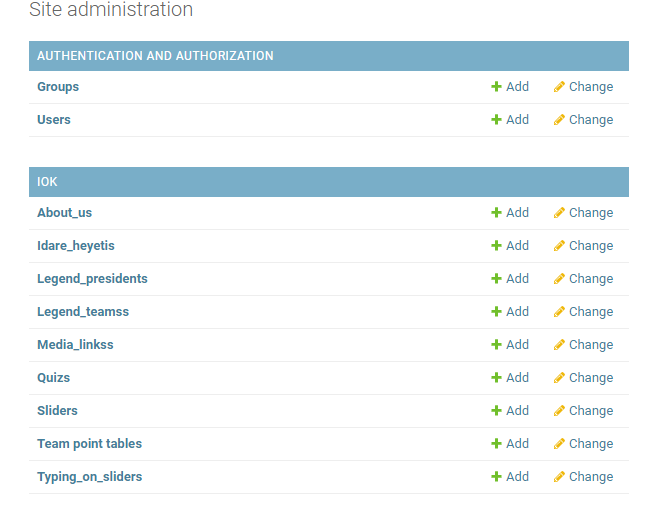 Site administration
AUTHENTICATION AND AUTHORIZATION
Groups Add Change
Users Add Change
IOK
About_us Add Change
Idare_heyetis Add Change
Legend_presidents Add Change
Legend_teamss Add Change
Media_linkss Add Change
Quizs Add Change
Sliders Add Change
Team point tables Add Change
Typing_on_sliders Add Change